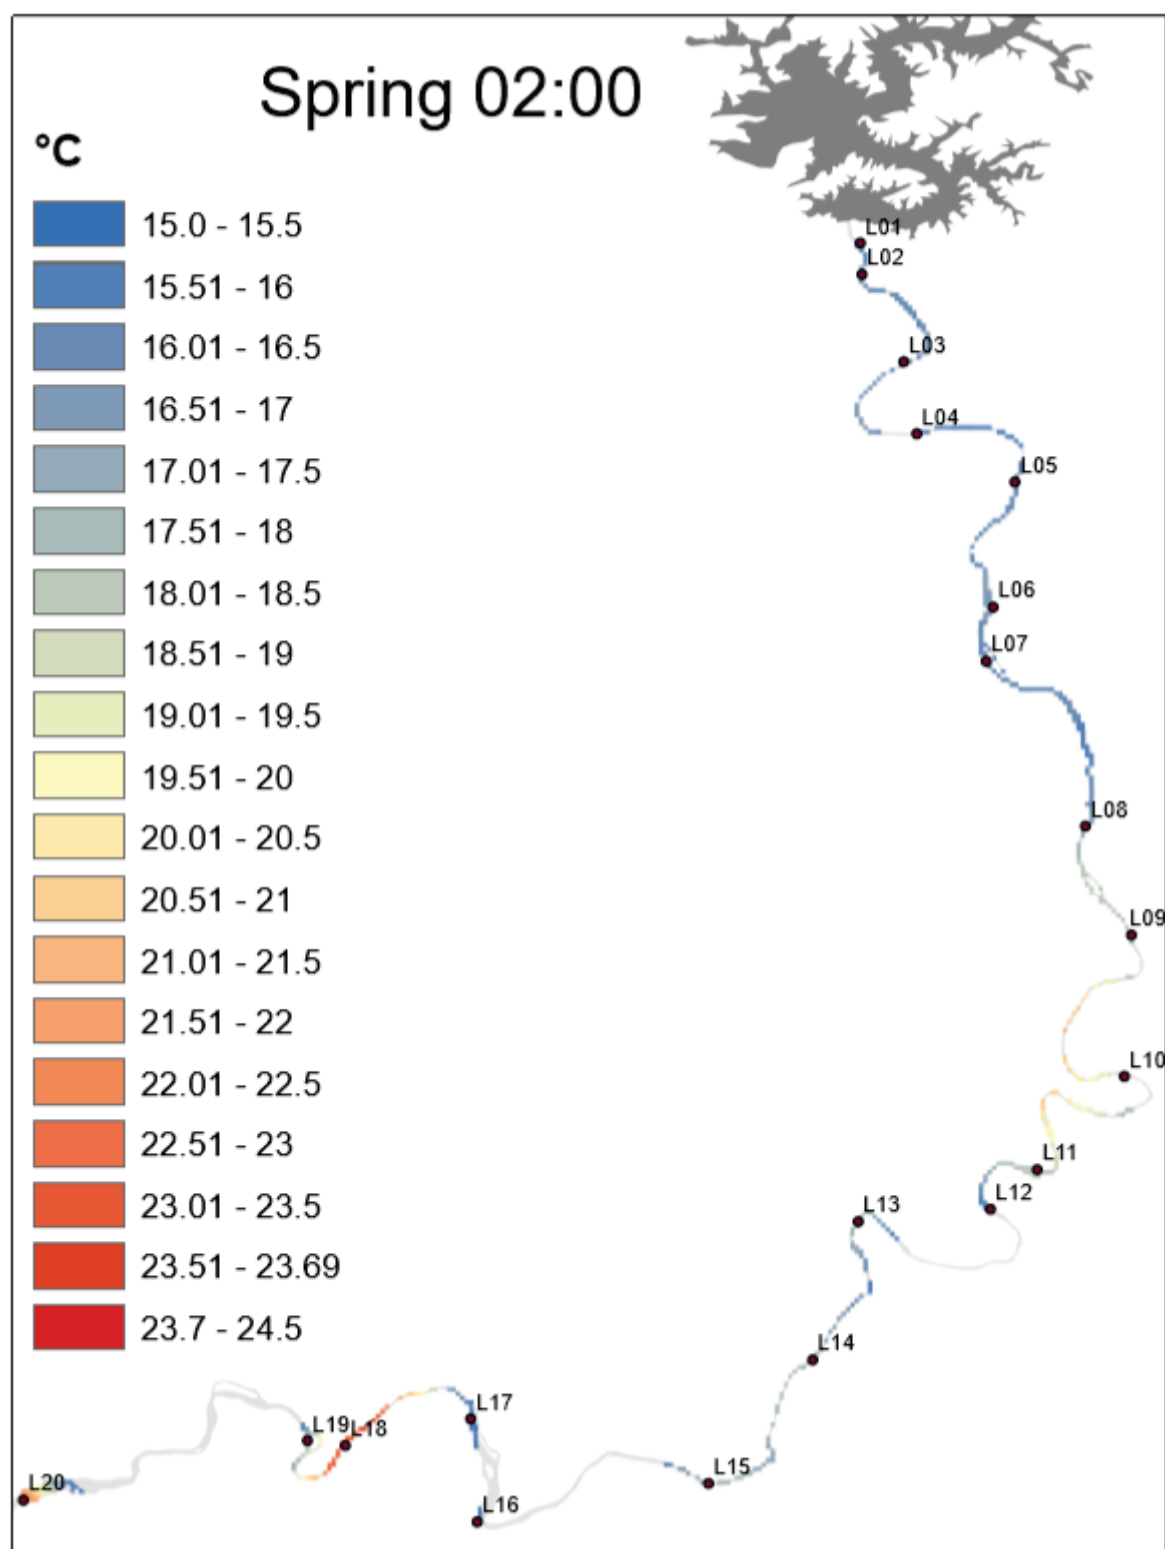 Spring 02:00
°C
15.0 - 15.5
15.51 - 16
16.01 - 16.5
16.51 - 17
17.01 - 17.5
17.51 - 18
18.01 - 18.5
18.51 - 19
19.01 - 19.5
19.51 - 20
20.01 - 20.5
20.51 - 21
21.01 - 21.5
21.51 - 22
22.01 - 22.5
22.51 - 23
23.01 - 23.5
23.51 - 23.69
23.7 - 24.5
L01
L02
L03
L04
L05
L06
L07
L08
L09
L10
L11
L12
L13
L14
L15
L16
L17
L18
L19
L20